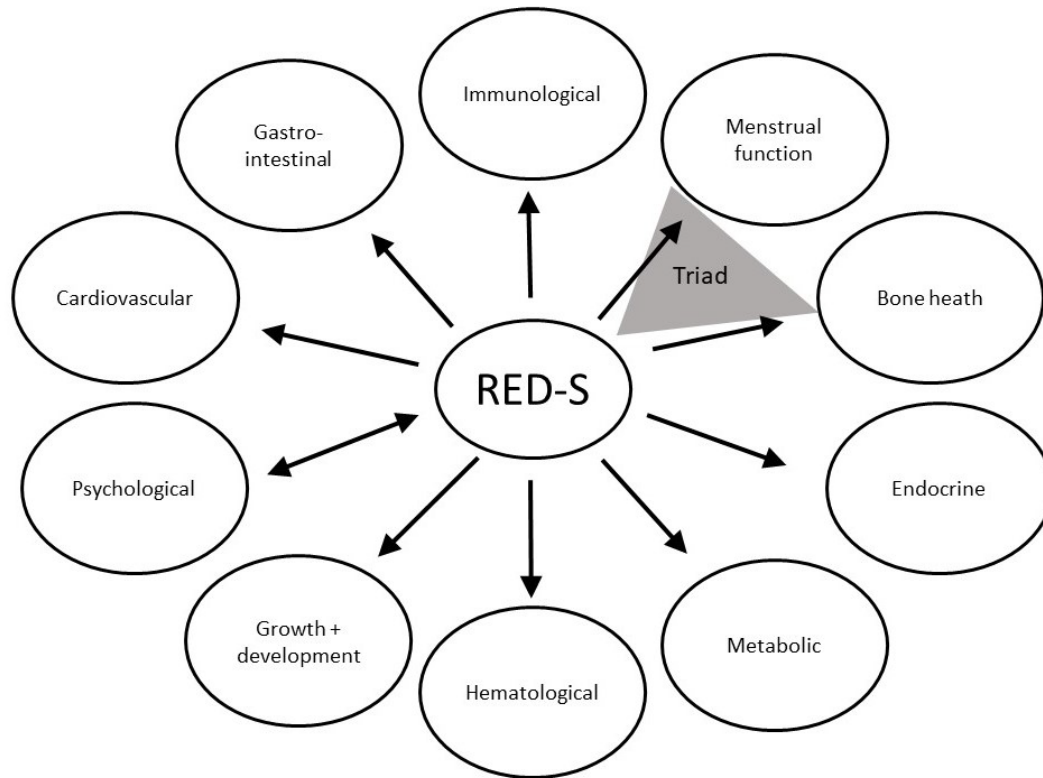 Immunological
Gastro-
intestinal
Menstrual
function
Triad
Cardiovascular
Bone heath
RED-S
Psychological
Endocrine
Growth +
development
Metabolic
Hematological